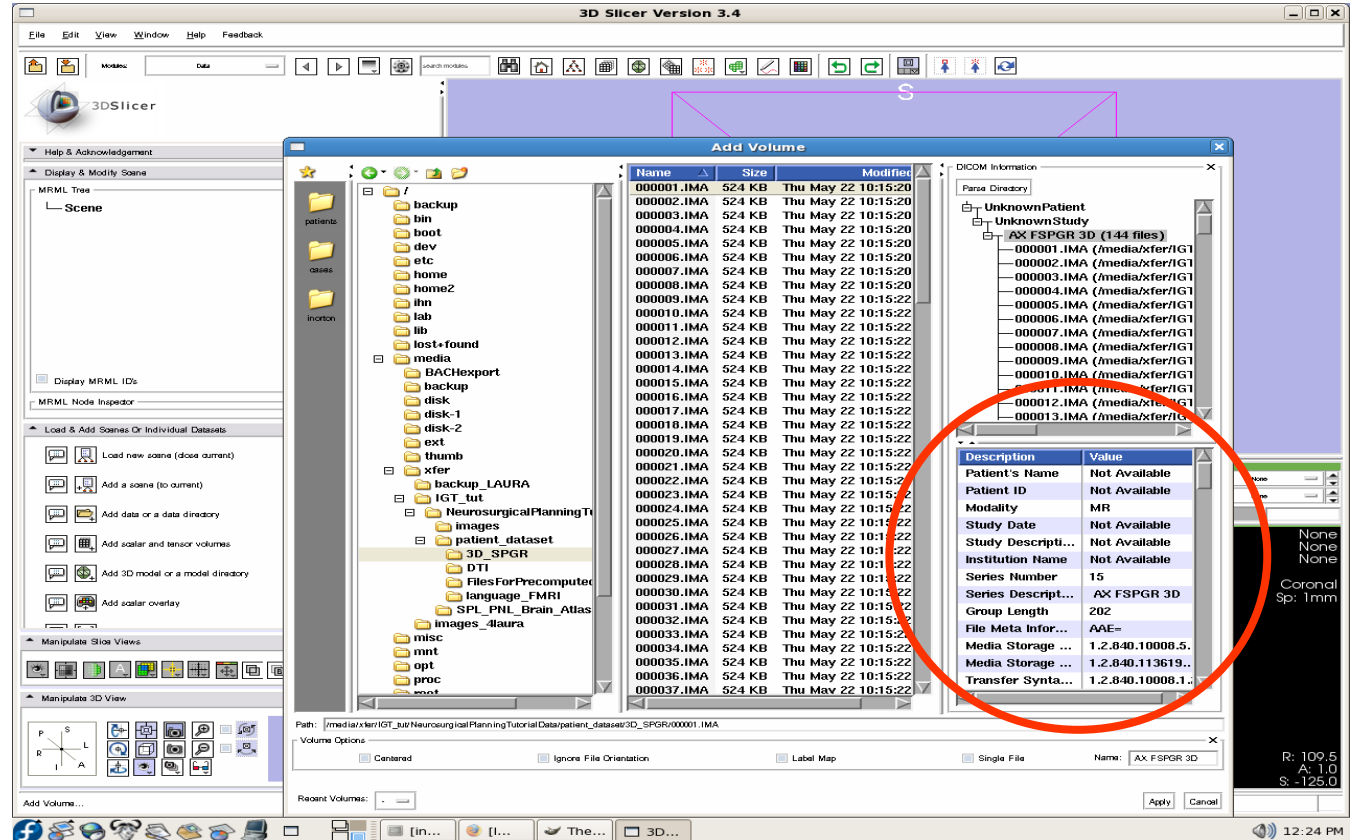 3D Slicer Version 3.4
File Edit View Window Help Feedback
Modules: Data search modules
3DSlicer
S
Help & Acknowledgement
Display & Modify Scene
MRML Tree
Scene
Display MRML ID's
MRML Node Inspector
Load & Add Scenes Or Individual Datasets
Load new scene (close current)
Add a scene (to current)
Add data or a data directory
Add scalar and tensor volumes
Add 3D model or a model directory
Add scalar overlay
Manipulate Slice Views
Manipulate 3D View
P S
R L
I A
Add Volume...
Add Volume
patients
cases
inorton
/
backup
bin
boot
dev
etc
home
home2
ihn
lab
lib
lost+found
media
BACHexport
backup
disk
disk-1
disk-2
ext
thumb
xfer
backup_LAURA
IGT_tut
NeurosurgicalPlanningTu
images
patient_dataset
3D_SPGR
DTI
FilesForPrecomputed
language_FMRI
SPL_PNL_Brain_Atlas
images_4laura
misc
mnt
opt
proc
root
Name Size Modified
000001.IMA 524 KB Thu May 22 10:15:20
000002.IMA 524 KB Thu May 22 10:15:20
000003.IMA 524 KB Thu May 22 10:15:20
000004.IMA 524 KB Thu May 22 10:15:20
000005.IMA 524 KB Thu May 22 10:15:20
000006.IMA 524 KB Thu May 22 10:15:20
000007.IMA 524 KB Thu May 22 10:15:20
000008.IMA 524 KB Thu May 22 10:15:20
000009.IMA 524 KB Thu May 22 10:15:22
000010.IMA 524 KB Thu May 22 10:15:22
000011.IMA 524 KB Thu May 22 10:15:22
000012.IMA 524 KB Thu May 22 10:15:22
000013.IMA 524 KB Thu May 22 10:15:22
000014.IMA 524 KB Thu May 22 10:15:22
000015.IMA 524 KB Thu May 22 10:15:22
000016.IMA 524 KB Thu May 22 10:15:22
000017.IMA 524 KB Thu May 22 10:15:22
000018.IMA 524 KB Thu May 22 10:15:22
000019.IMA 524 KB Thu May 22 10:15:22
000020.IMA 524 KB Thu May 22 10:15:22
000021.IMA 524 KB Thu May 22 10:15:22
000022.IMA 524 KB Thu May 22 10:15:22
000023.IMA 524 KB Thu May 22 10:15:22
000024.IMA 524 KB Thu May 22 10:15:22
000025.IMA 524 KB Thu May 22 10:15:22
000026.IMA 524 KB Thu May 22 10:15:22
000027.IMA 524 KB Thu May 22 10:15:22
000028.IMA 524 KB Thu May 22 10:15:22
000029.IMA 524 KB Thu May 22 10:15:22
000030.IMA 524 KB Thu May 22 10:15:22
000031.IMA 524 KB Thu May 22 10:15:22
000032.IMA 524 KB Thu May 22 10:15:22
000033.IMA 524 KB Thu May 22 10:15:22
000034.IMA 524 KB Thu May 22 10:15:22
000035.IMA 524 KB Thu May 22 10:15:22
000036.IMA 524 KB Thu May 22 10:15:22
000037.IMA 524 KB Thu May 22 10:15:22
DICOM Information
Parse Directory
UnknownPatient
UnknownStudy
AX FSPGR 3D (144 files)
000001.IMA (/media/xfer/IGT
000002.IMA (/media/xfer/IGT
000003.IMA (/media/xfer/IGT
000004.IMA (/media/xfer/IGT
000005.IMA (/media/xfer/IGT
000006.IMA (/media/xfer/IGT
000007.IMA (/media/xfer/IGT
000008.IMA (/media/xfer/IGT
000009.IMA (/media/xfer/IGT
000010.IMA (/media/xfer/IGT
000011.IMA (/media/xfer/IGT
000012.IMA (/media/xfer/IGT
000013.IMA (/media/xfer/IGT
Description Value
Patient's Name Not Available
Patient ID Not Available
Modality MR
Study Date Not Available
Study Descripti... Not Available
Institution Name Not Available
Series Number 15
Series Descript... AX FSPGR 3D
Group Length 202
File Meta Infor... AAE=
Media Storage ... 1.2.840.10008.5.
Media Storage ... 1.2.840.113619..
Transfer Synta... 1.2.840.10008.1.
Path: /media/xfer/IGT_tut/NeurosurgicalPlanningTutorialData/patient_dataset/3D_SPGR/000001.IMA
Volume Options
Centered Ignore File Orientation Label Map Single File Name: AX FSPGR 3D
Recent Volumes: . Apply Cancel
None
None
None
None
Coronal
Sp: 1mm
R: 109.5
A: 1.0
S: -125.0
[in... [I... The... 3D... 12:24 PM